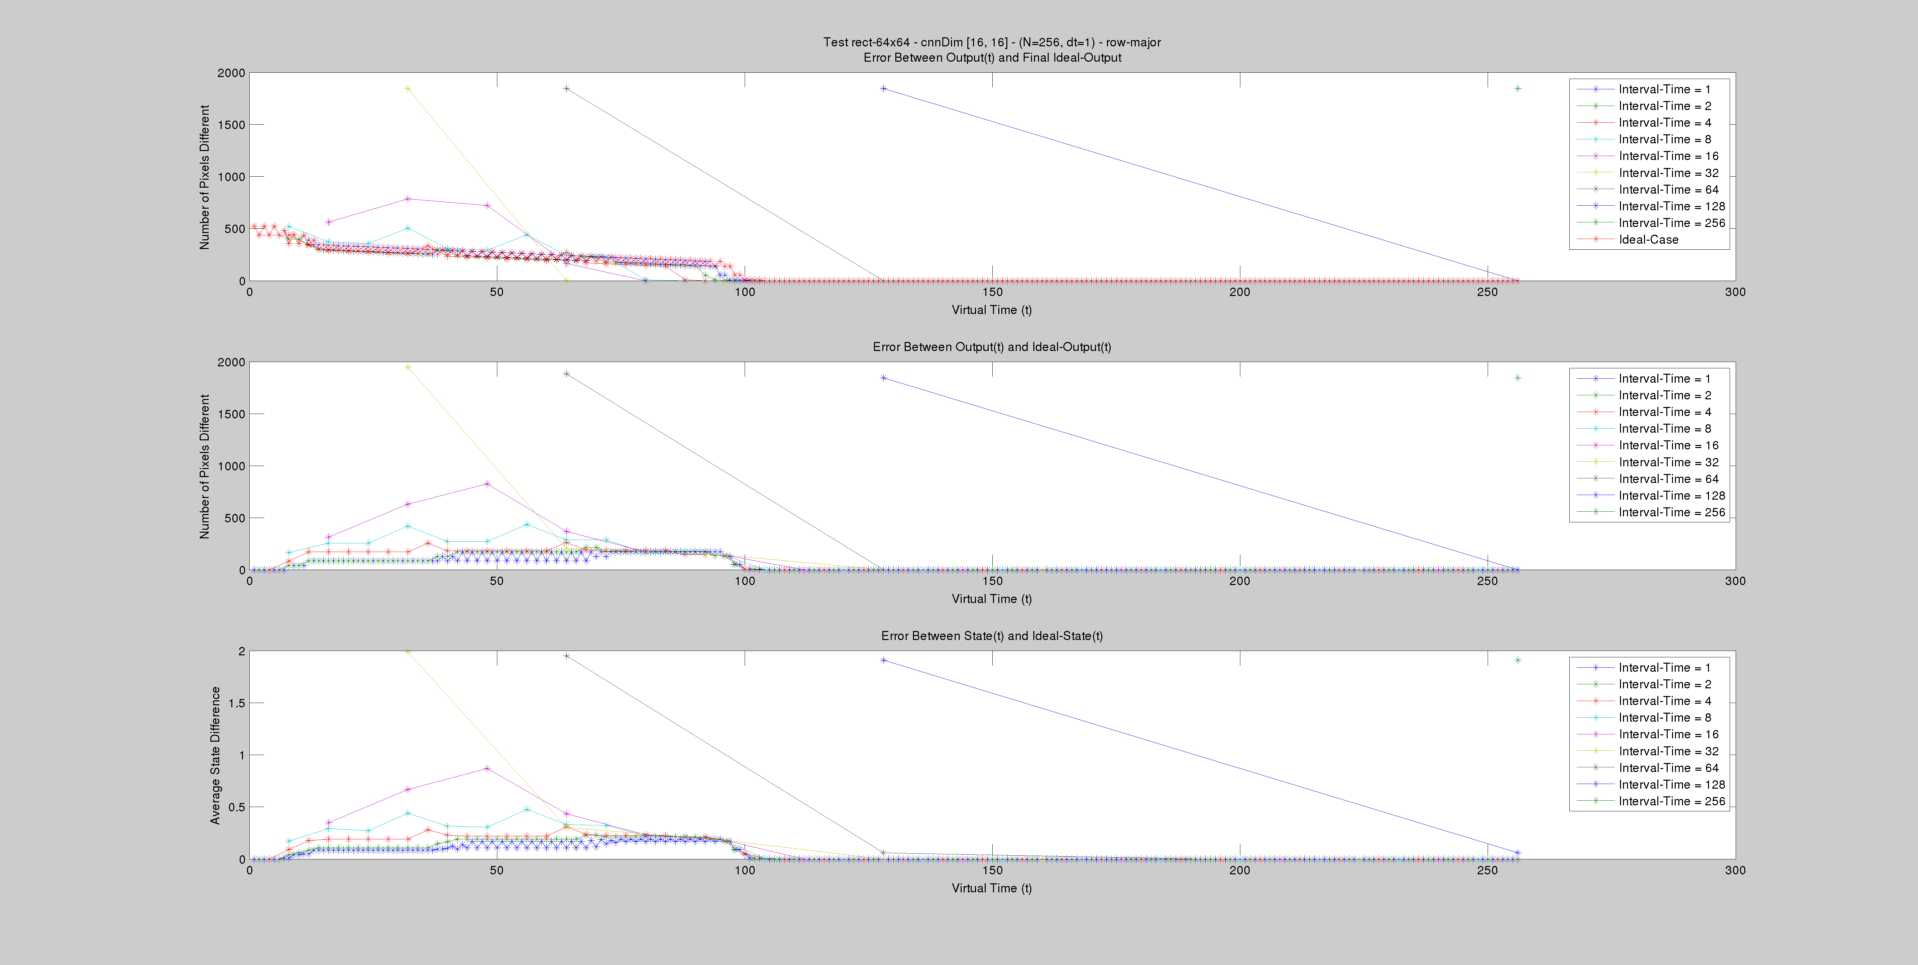 Test rect-64x64 - cnnDim [16, 16] - (N=256, dt=1) - row-major
Error Between Output(t) and Final Ideal-Output
Number of Pixels Different
2000
1500
1000
500
0
0 50 100 150 200 250 300
Virtual Time (t)
Interval-Time = 1
Interval-Time = 2
Interval-Time = 4
Interval-Time = 8
Interval-Time = 16
Interval-Time = 32
Interval-Time = 64
Interval-Time = 128
Interval-Time = 256
Ideal-Case
Error Between Output(t) and Ideal-Output(t)
Number of Pixels Different
2000
1500
1000
500
0
0 50 100 150 200 250 300
Virtual Time (t)
Interval-Time = 1
Interval-Time = 2
Interval-Time = 4
Interval-Time = 8
Interval-Time = 16
Interval-Time = 32
Interval-Time = 64
Interval-Time = 128
Interval-Time = 256
Error Between State(t) and Ideal-State(t)
Average State Difference
2
1.5
1
0.5
0
0 50 100 150 200 250 300
Virtual Time (t)
Interval-Time = 1
Interval-Time = 2
Interval-Time = 4
Interval-Time = 8
Interval-Time = 16
Interval-Time = 32
Interval-Time = 64
Interval-Time = 128
Interval-Time = 256